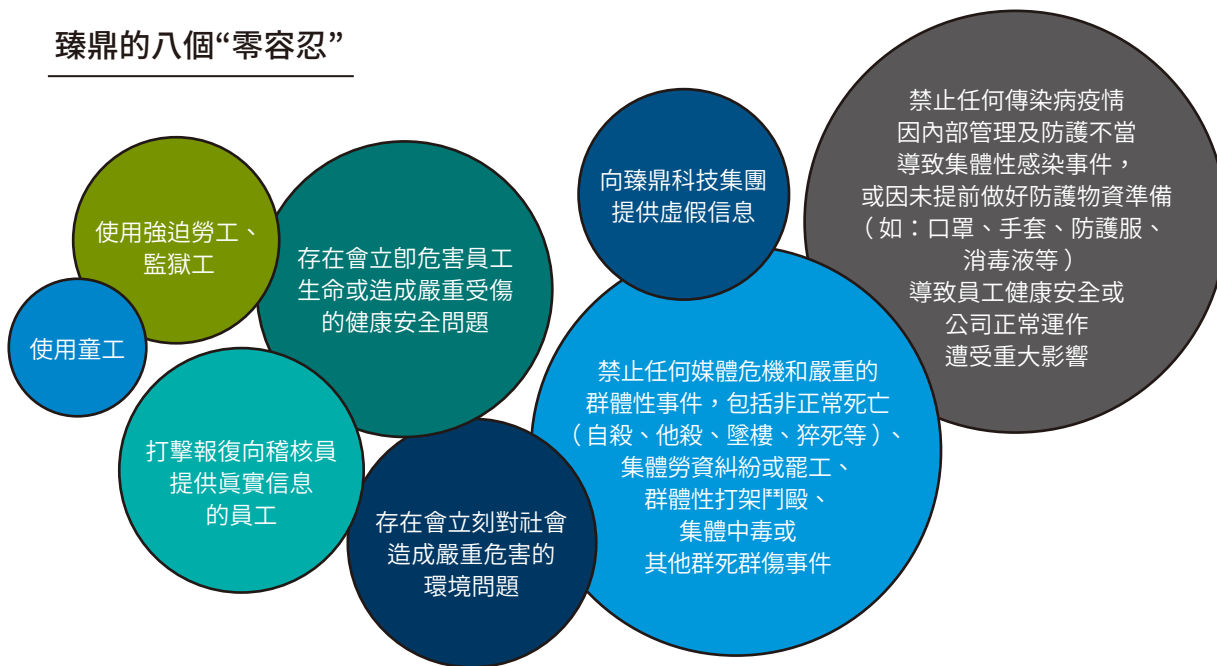 臻鼎的八個“零容忍”
使用童工
使用強迫勞工、
監獄工
打擊報復向稽核員
提供眞實信息
的員工
存在會立卽危害員工
生命或造成嚴重受傷
的健康安全問題
存在會立刻對社會
造成嚴重危害的
環境問題
向臻鼎科技集團
提供虛假信息
禁止任何媒體危機和嚴重的
群體性事件，包括非正常死亡
（自殺、他殺、墜樓、猝死等）、
集體勞資糾紛或罷工、
群體性打架鬥毆、
集體中毒或
其他群死群傷事件
禁止任何傳染病疫情
因內部管理及防護不當
導致集體性感染事件，
或因未提前做好防護物資準備
（如：口罩、手套、防護服、
消毒液等）
導致員工健康安全或
公司正常運作
遭受重大影響